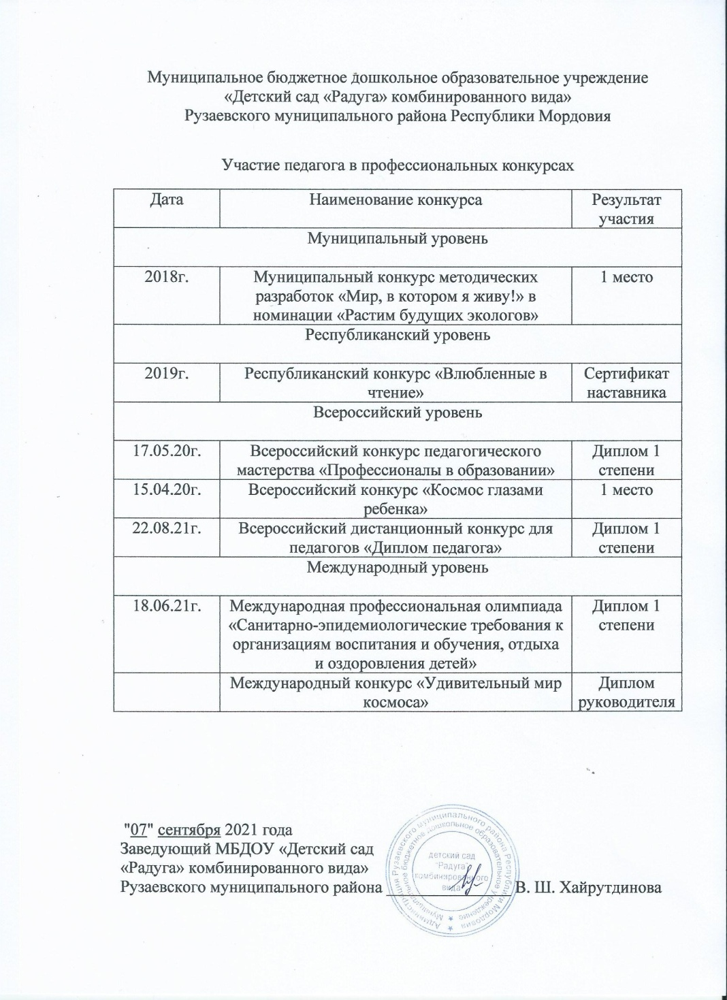 Муниципальное бюджетное дошкольное образовательное учреждение
«Детский сад «Радуга» комбинированного вида»
Рузаевского муниципального района Республики Мордовия
Участие педагога в профессиональных конкурсах
Дата
Наименование конкурса
Результат
участия
Муниципальный уровень
2018г.
Муниципальный конкурс методических
разработок «Мир, в котором я живу!» в
номинации «Растим будущих экологов»
1 место
Республиканский уровень
2019г.
Республиканский конкурс «Влюбленные в
чтение»
Сертификат
наставника
Всероссийский уровень
17.05.20г.
Всероссийский конкурс педагогического
мастерства «Профессионалы в образовании»
Диплом 1
степени
15.04.20г.
Всероссийский конкурс «Космос глазами
ребенка»
1 место
22.08.21г.
Всероссийский дистанционный конкурс для
педагогов «Диплом педагога»
Диплом 1
степени
Международный уровень
18.06.21г.
Международная профессиональная олимпиада
«Санитарно-эпидемиологические требования к
организациям воспитания и обучения, отдыха
и оздоровления детей»
Диплом 1
степени
Международный конкурс «Удивительный мир
космоса»
Диплом
руководителя
"07" сентября 2021 года
Заведующий МБДОУ «Детский сад
«Радуга» комбинированного вида»
Рузаевского муниципального района _______________ В. Ш. Хайрутдинова
Администрация Рузаевского муниципального района Республики Мордовия
Муниципальное бюджетное дошкольное образовательное учреждение
детский сад
"Радуга"
комбинированного
вида